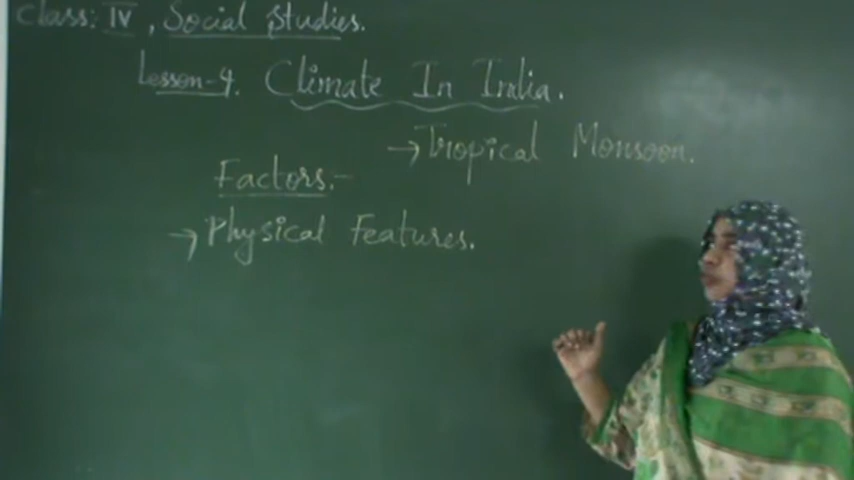 Class: IV, Social Studies.
Lesson-4. Climate In India.
→ Tropical Monsoon.
Factors:-
→ Physical Features.